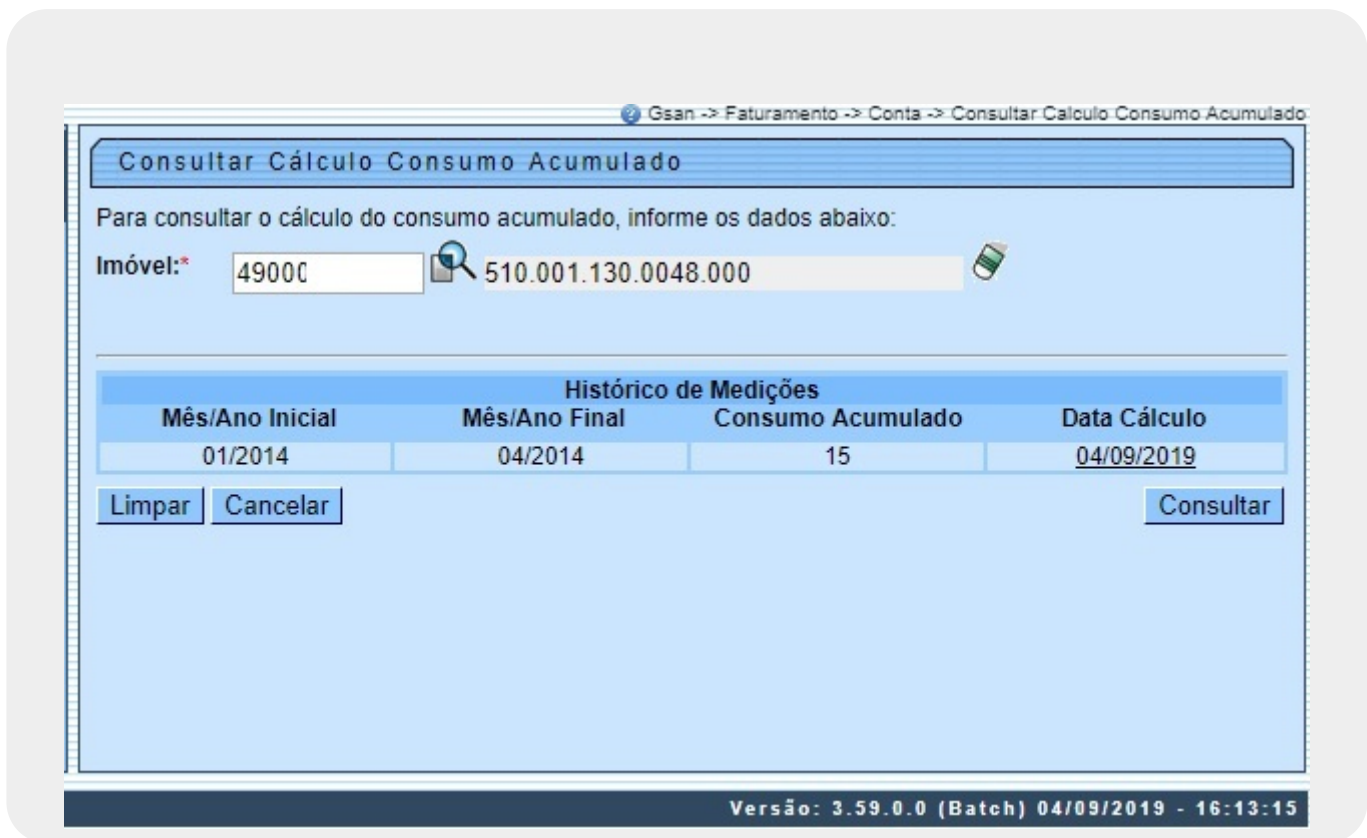 Gsan -> Faturamento -> Conta -> Consultar Calculo Consumo Acumulado
Consultar Cálculo Consumo Acumulado
Para consultar o cálculo do consumo acumulado, informe os dados abaixo:
Imóvel:* 49000 510.001.130.0048.000
Histórico de Medições
Mês/Ano Inicial Mês/Ano Final Consumo Acumulado Data Cálculo
01/2014 04/2014 15 04/09/2019
Limpar Cancelar Consultar
Versão: 3.59.0.0 (Batch) 04/09/2019 - 16:13:15